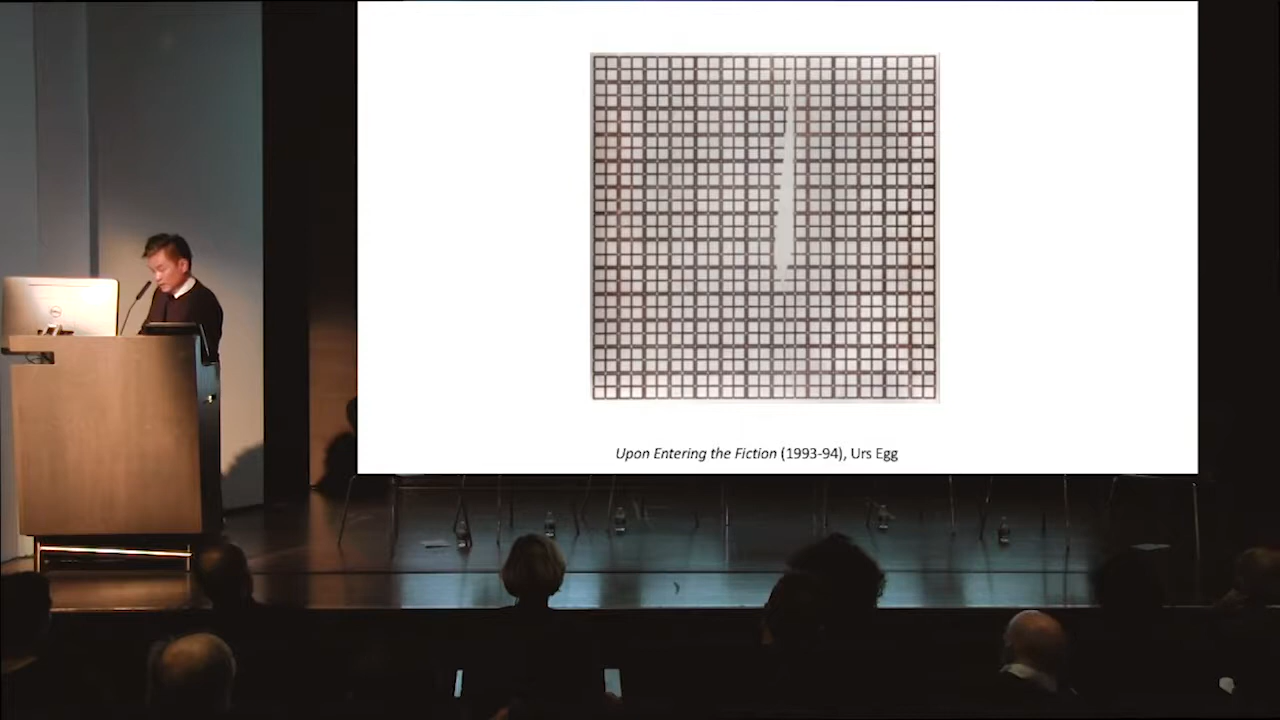 Upon Entering the Fiction (1993-94), Urs Egg